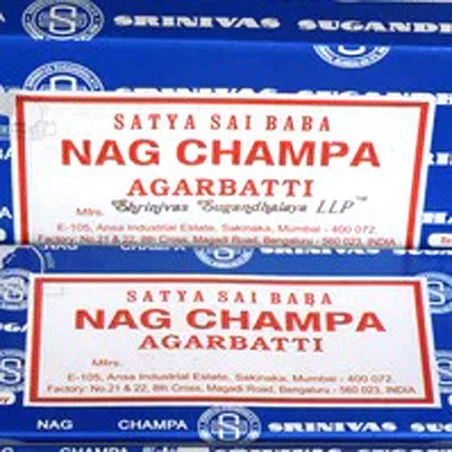 SRINIVAS SUGANDH
SATYA SAI BABA
NAG CHAMPA
AGARBATTI
Mfrs. Shrinivas Sugandhalaya LLP™
E-105, Ansa Industrial Estate, Sakinaka, Mumbai - 400 072.
Factory: No.21 & 22, 8th Cross, Magadi Road, Bengaluru - 560 023, INDIA
NAG CHAMPA
SATYA SAI BABA
NAG CHAMPA
AGARBATTI
Mfrs.
E-105, Ansa Industrial Estate, Sakinaka, Mumbai - 400 072.
Factory: No.21 & 22, 8th Cross, Magadi Road, Bengaluru - 560 023, INDIA
NAG CHAMPA SRINIVAS SUGAN
CHAMPA SRINIVAS